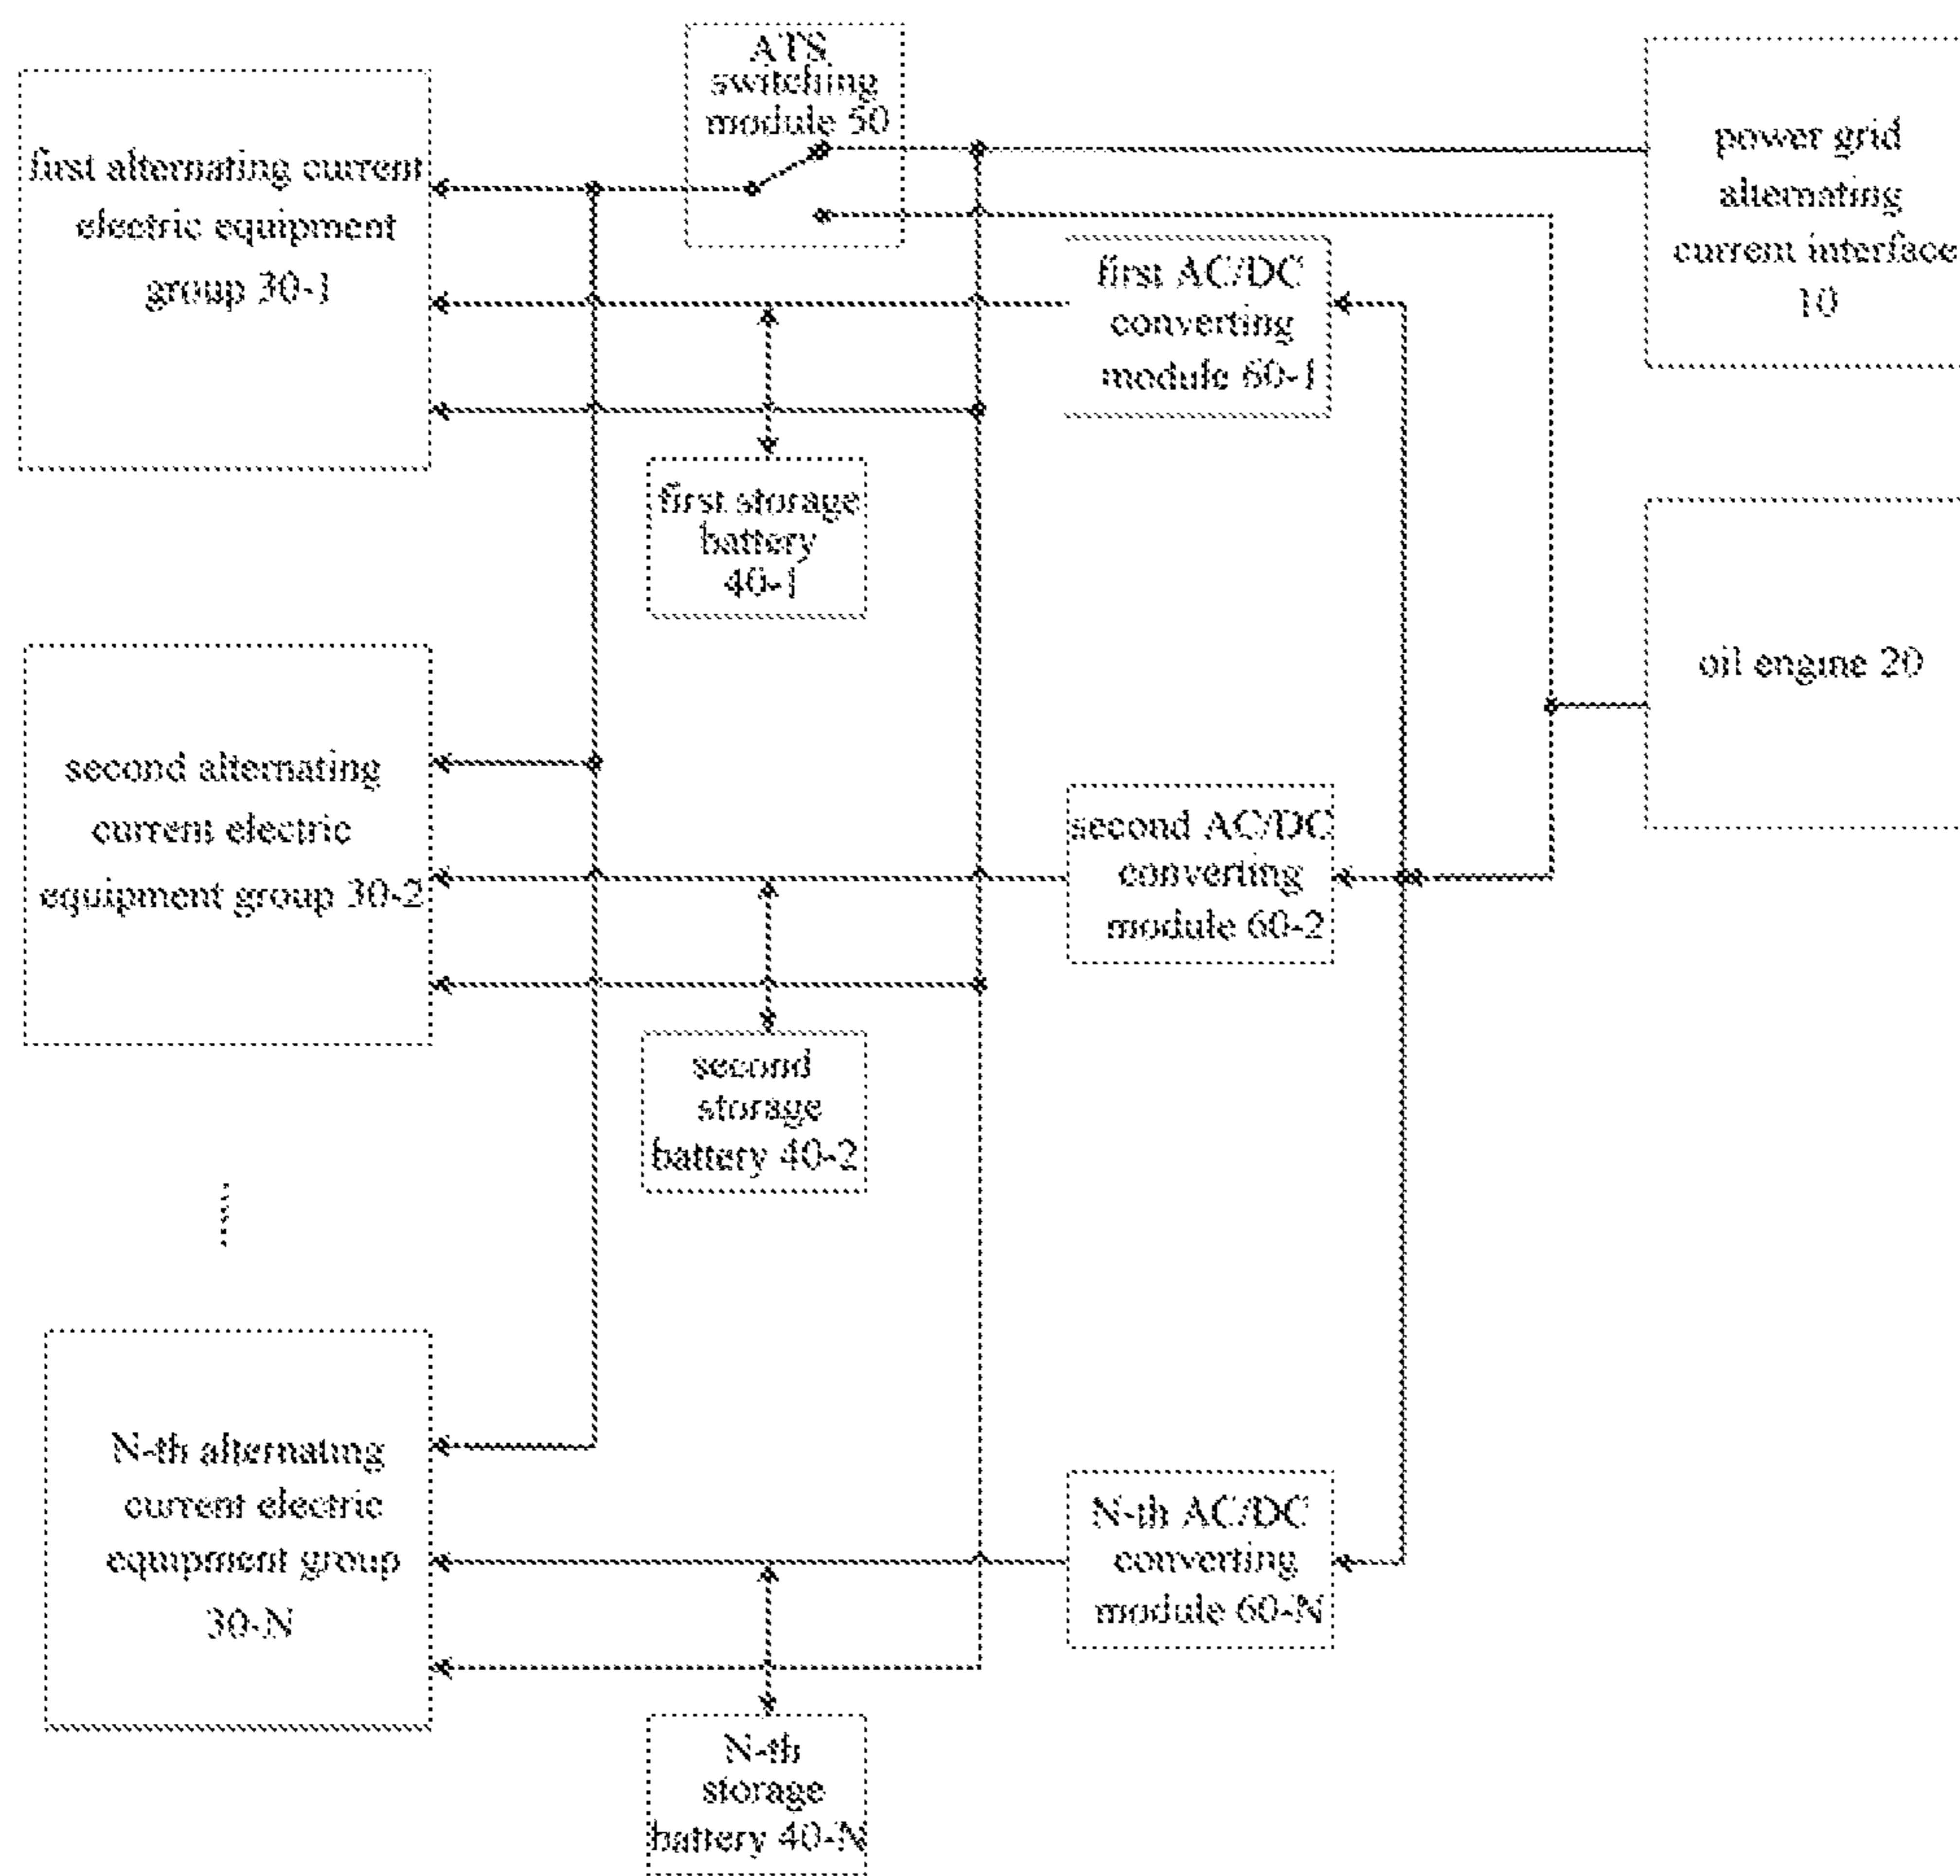 ATS
switching
module 50
power grid
alternating
current interface
10
first alternating current
electric equipment
group 30-1
first AC/DC
converting
module 60-1
first storage
battery
40-1
oil engine 20
second alternating
current electric
equipment group 30-2
second AC/DC
converting
module 60-2
second
storage
battery 40-2
N-th alternating
current electric
equipment group
30-N
N-th AC/DC
converting
module 60-N
N-th
storage
battery 40-N